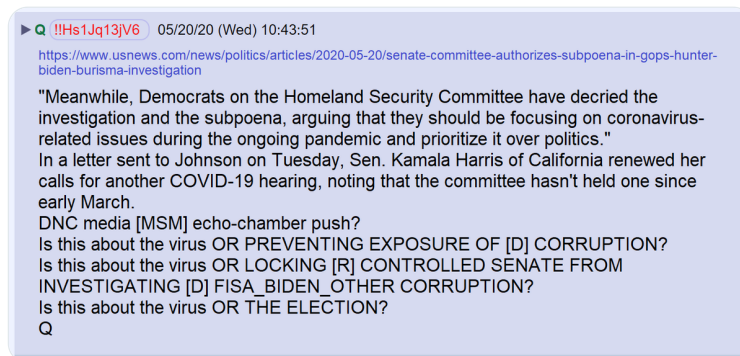 ▶ Q !!Hs1Jq13jV6 05/20/20 (Wed) 10:43:51
https://www.usnews.com/news/politics/articles/2020-05-20/senate-committee-authorizes-subpoena-in-gops-hunter-
biden-burisma-investigation
"Meanwhile, Democrats on the Homeland Security Committee have decried the
investigation and the subpoena, arguing that they should be focusing on coronavirus-
related issues during the ongoing pandemic and prioritize it over politics."
In a letter sent to Johnson on Tuesday, Sen. Kamala Harris of California renewed her
calls for another COVID-19 hearing, noting that the committee hasn't held one since
early March.
DNC media [MSM] echo-chamber push?
Is this about the virus OR PREVENTING EXPOSURE OF [D] CORRUPTION?
Is this about the virus OR LOCKING [R] CONTROLLED SENATE FROM
INVESTIGATING [D] FISA_BIDEN_OTHER CORRUPTION?
Is this about the virus OR THE ELECTION?
Q